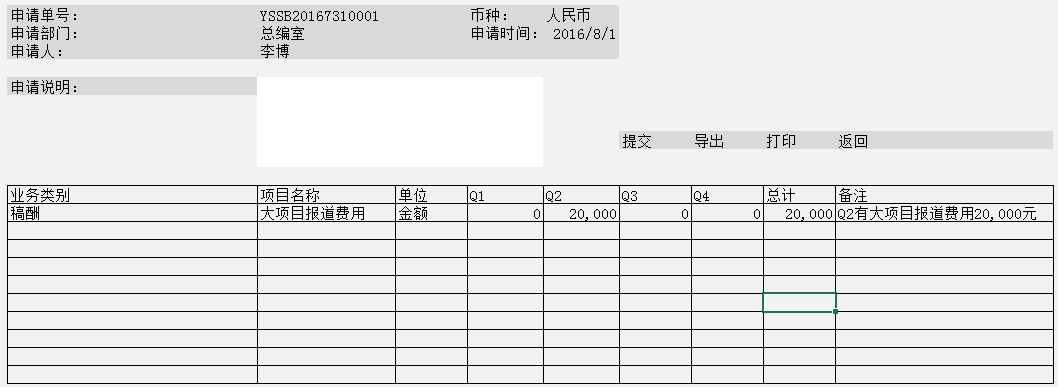 申请单号： YSSB20167310001 币种： 人民币
申请部门： 总编室 申请时间： 2016/8/1
申请人： 李博
申请说明：
提交 导出 打印 返回
业务类别 项目名称 单位 Q1 Q2 Q3 Q4 总计 备注
稿酬 大项目报道费用 金额 0 20,000 0 0 20,000 Q2有大项目报道费用20,000元